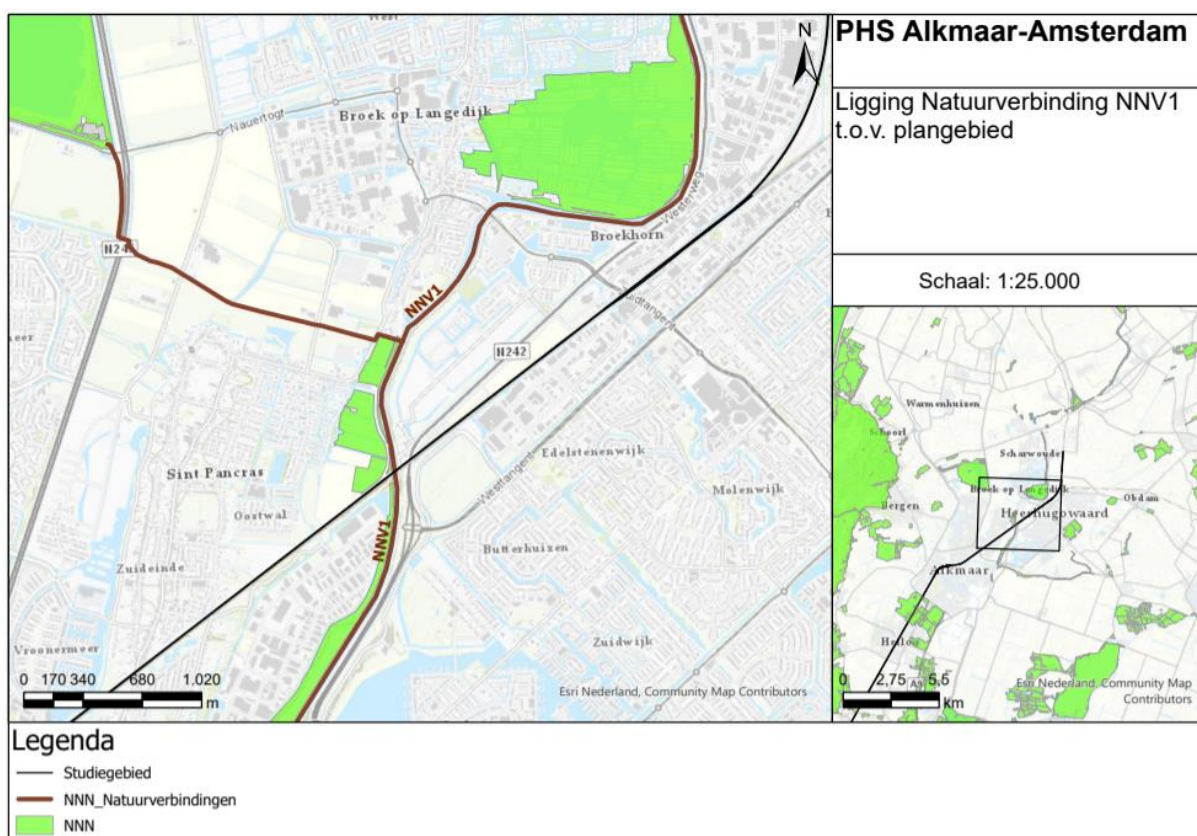 PHS Alkmaar-Amsterdam
Ligging Natuurverbinding NNV1
t.o.v. plangebied
Schaal: 1:25.000
N
West
Broek op Langedijk
Nauertogt
Westerweg
Broekhorn
NNV1
N242
Sint Pancras
Oostwal
Edelstenenwijk
Westtangent
Molenwijk
NNV1
Butterhuizen
Zuideinde
Zuidwijk
Vroonermeer
0 170 340 680 1.020
m
Esri Nederland, Community Map Contributors
Warmenhuizen
Schoorl
Scharwoude
Broek op Langedijk
Obdam
Bergen
Heerhugowaard
Alkmaar
Heiloo
0 2,75 5,5
km
Esri Nederland, Community Map
Contributors
Legenda
Studiegebied
NNN_Natuurverbindingen
NNN